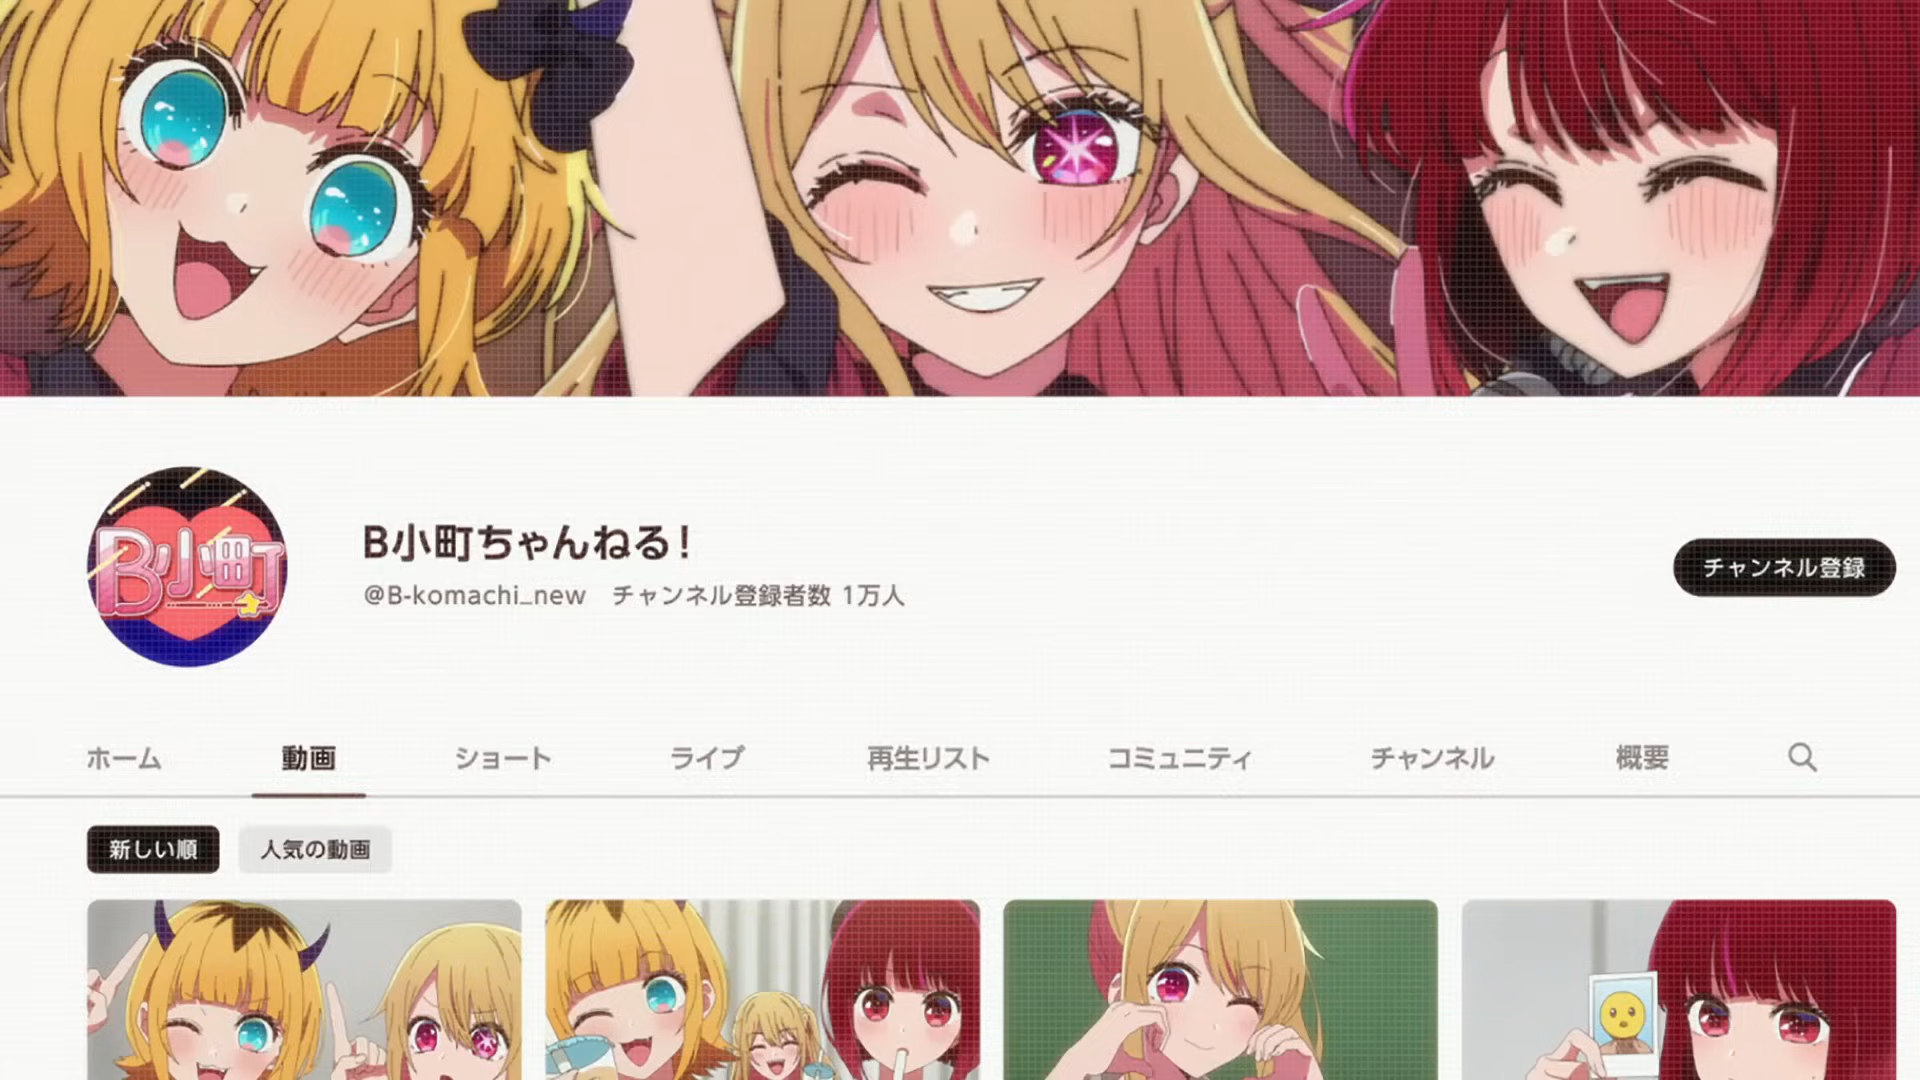 B小町
B小町ちゃんねる！
@B-komachi_new チャンネル登録者数 1万人
チャンネル登録
ホーム 動画 ショート ライブ 再生リスト コミュニティ チャンネル 概要
新しい順 人気の動画